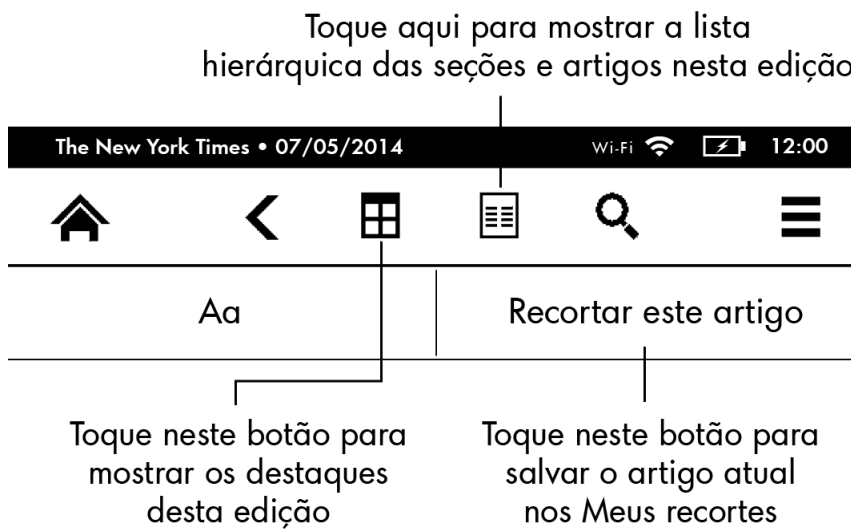 Toque aqui para mostrar a lista
hierárquica das seções e artigos nesta edição
The New York Times • 07/05/2014 Wi-Fi 12:00
Aa Recortar este artigo
Toque neste botão para
mostrar os destaques
desta edição
Toque neste botão para
salvar o artigo atual
nos Meus recortes